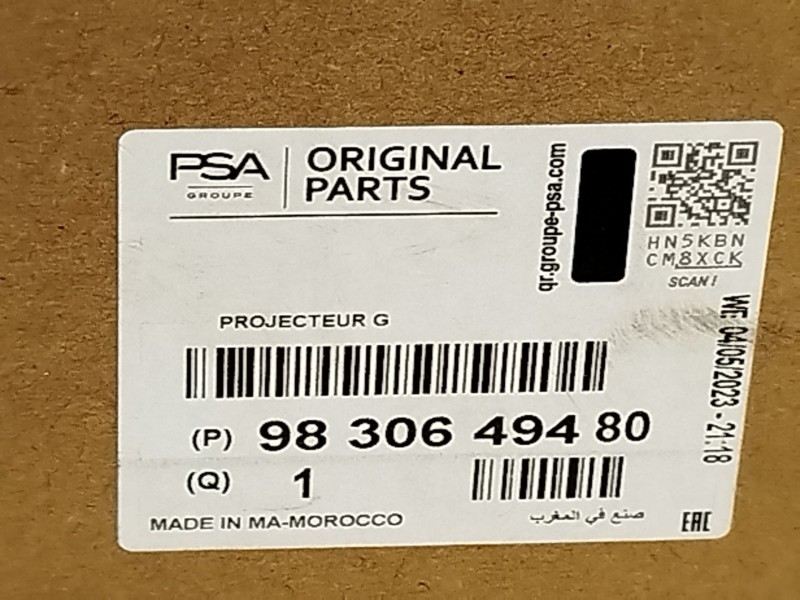 PSA
GROUPE
ORIGINAL
PARTS
qr.groupe-psa.com
HN5KBN
CM8XCK
SCAN!
WE 04/05/2023 - 21:18
PROJECTEUR G
(P) 98 306 494 80
(Q) 1
MADE IN MA-MOROCCO
صنع في المغرب
EAC